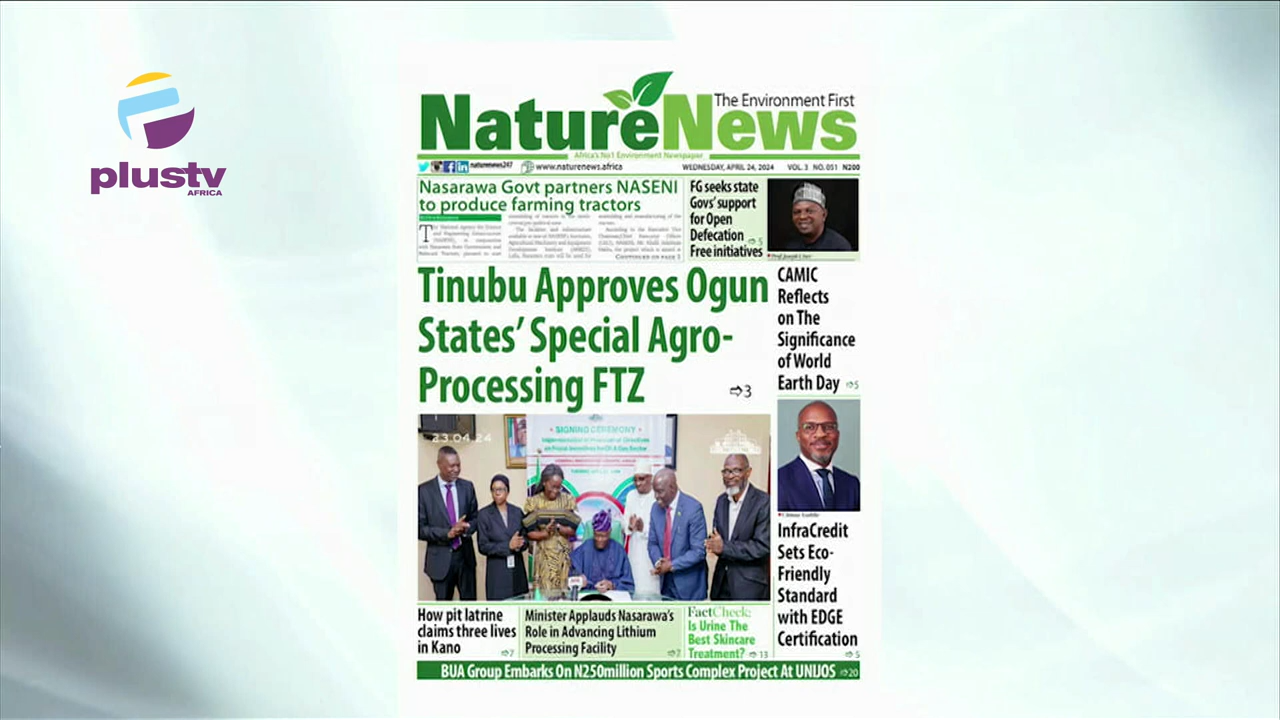 plustv
AFRICA
The Environment First
NatureNews
Africa's No1 Environment Newspaper
naturenews247 www.naturenews.africa WEDNESDAY, APRIL 24, 2024 VOL. 3 NO. 051 N200
Nasarawa Govt partners NASENI
to produce farming tractors
CONTINUED ON PAGE
FG seeks state
Govs' support
for Open
Defecation
Free initiatives
5
Tinubu Approves Ogun
States' Special Agro-
Processing FTZ
3
CAMIC
Reflects
on The
Significance
of World
Earth Day
5
23.04.24
SIGNING CEREMONY
InfraCredit
Sets Eco-
Friendly
Standard
with EDGE
Certification
5
How pit latrine
claims three lives
in Kano
7
Minister Applauds Nasarawa's
Role in Advancing Lithium
Processing Facility
7
FactCheck:
Is Urine The
Best Skincare
Treatment?
13
BUA Group Embarks On N250million Sports Complex Project At UNIJOS 20